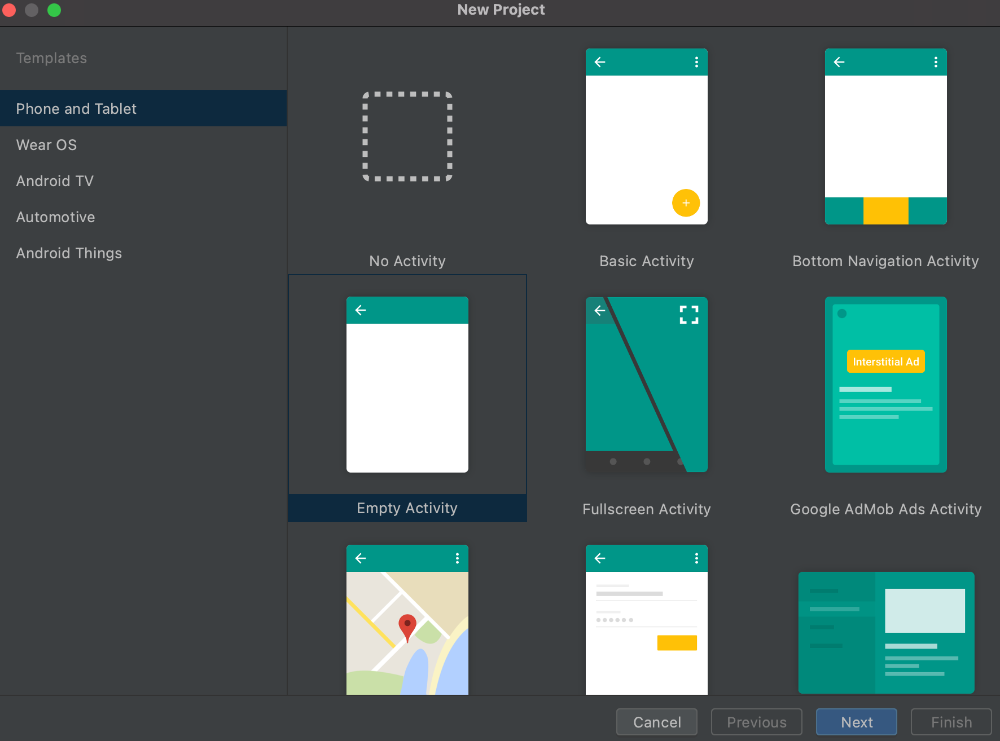 New Project
Templates
Phone and Tablet
Wear OS
Android TV
Automotive
Android Things
No Activity
Basic Activity
Bottom Navigation Activity
Interstitial Ad
Empty Activity
Fullscreen Activity
Google AdMob Ads Activity
Cancel
Previous
Next
Finish